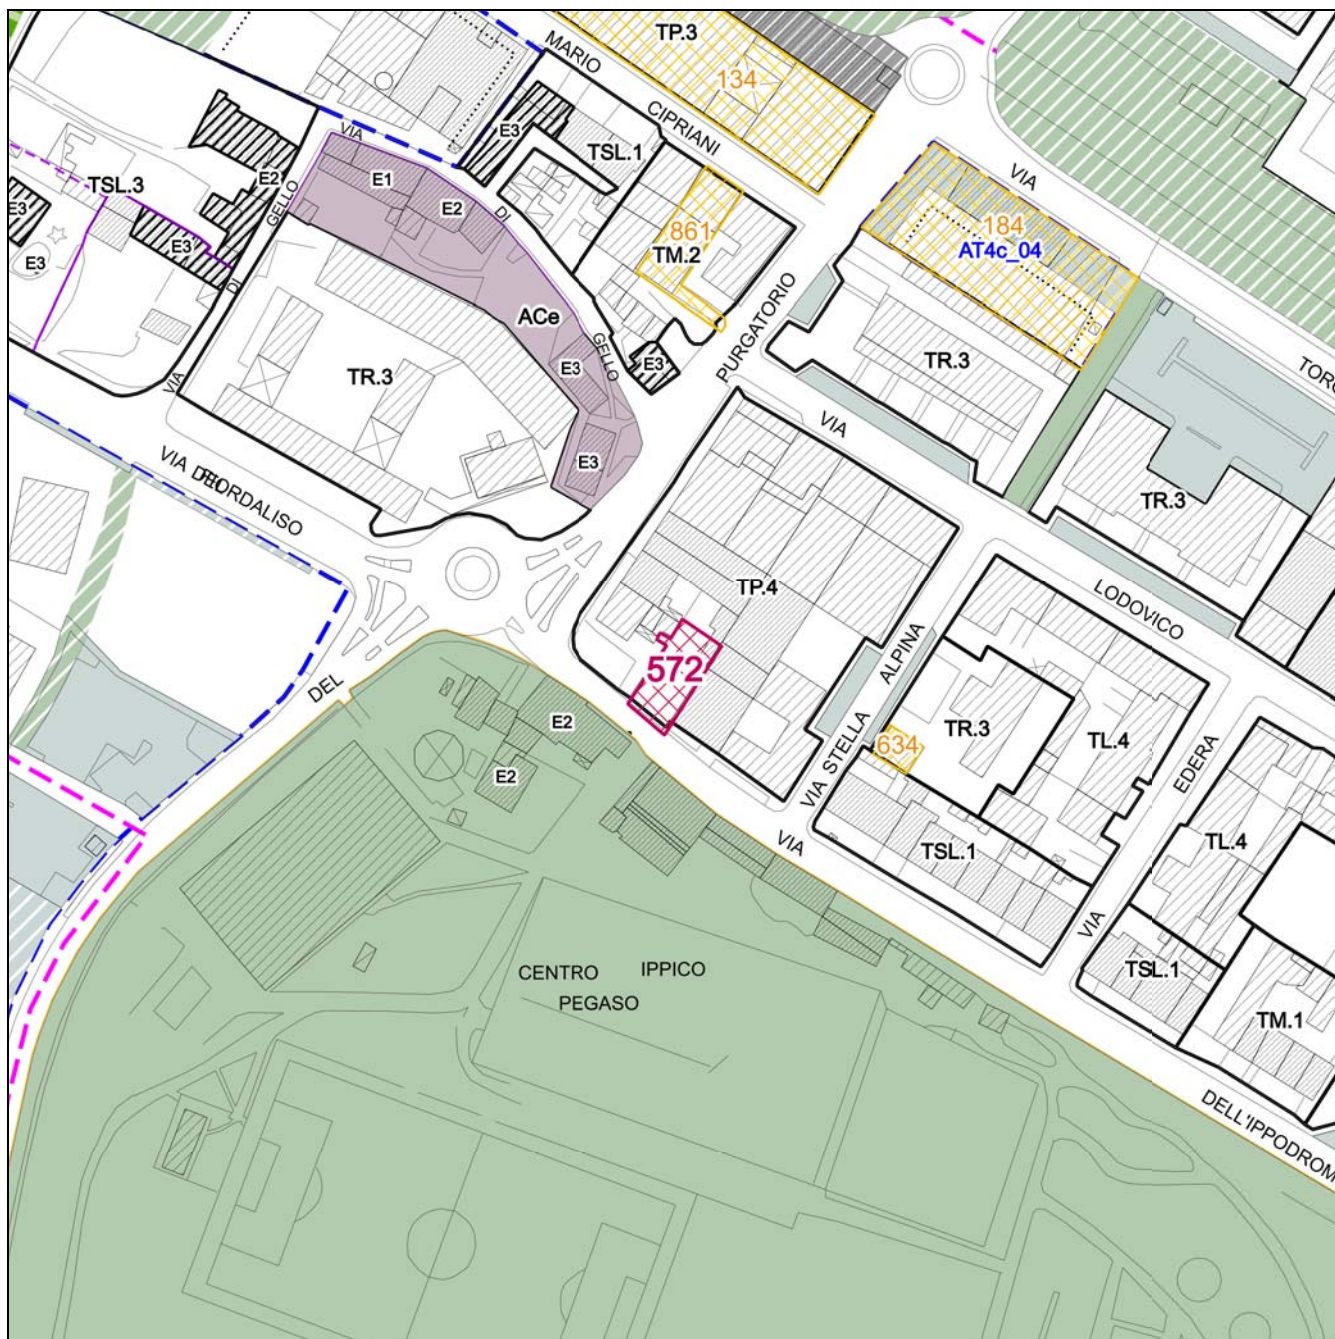 TP.3
MARIO
134
CIPRIANI
E3
TSL.1
VIA
VIA
E2
TSL.3
E1
E2
DI
GELLO
184
AT4c_04
861
TM.2
E3
E3
E3
DI
ACe
PURGATORIO
GELLO
E3
E3
TR.3
TR.3
TORC
VIA
VIA
E3
VIA DEL
FIORDALISO
TR.3
TP.4
LODOVICO
ALPINA
572
DEL
E2
E2
634
TR.3
TL.4
EDERA
VIA STELLA
VIA
TSL.1
TL.4
VIA
TSL.1
CENTRO IPPICO
PEGASO
TM.1
DELL'IPPODROM